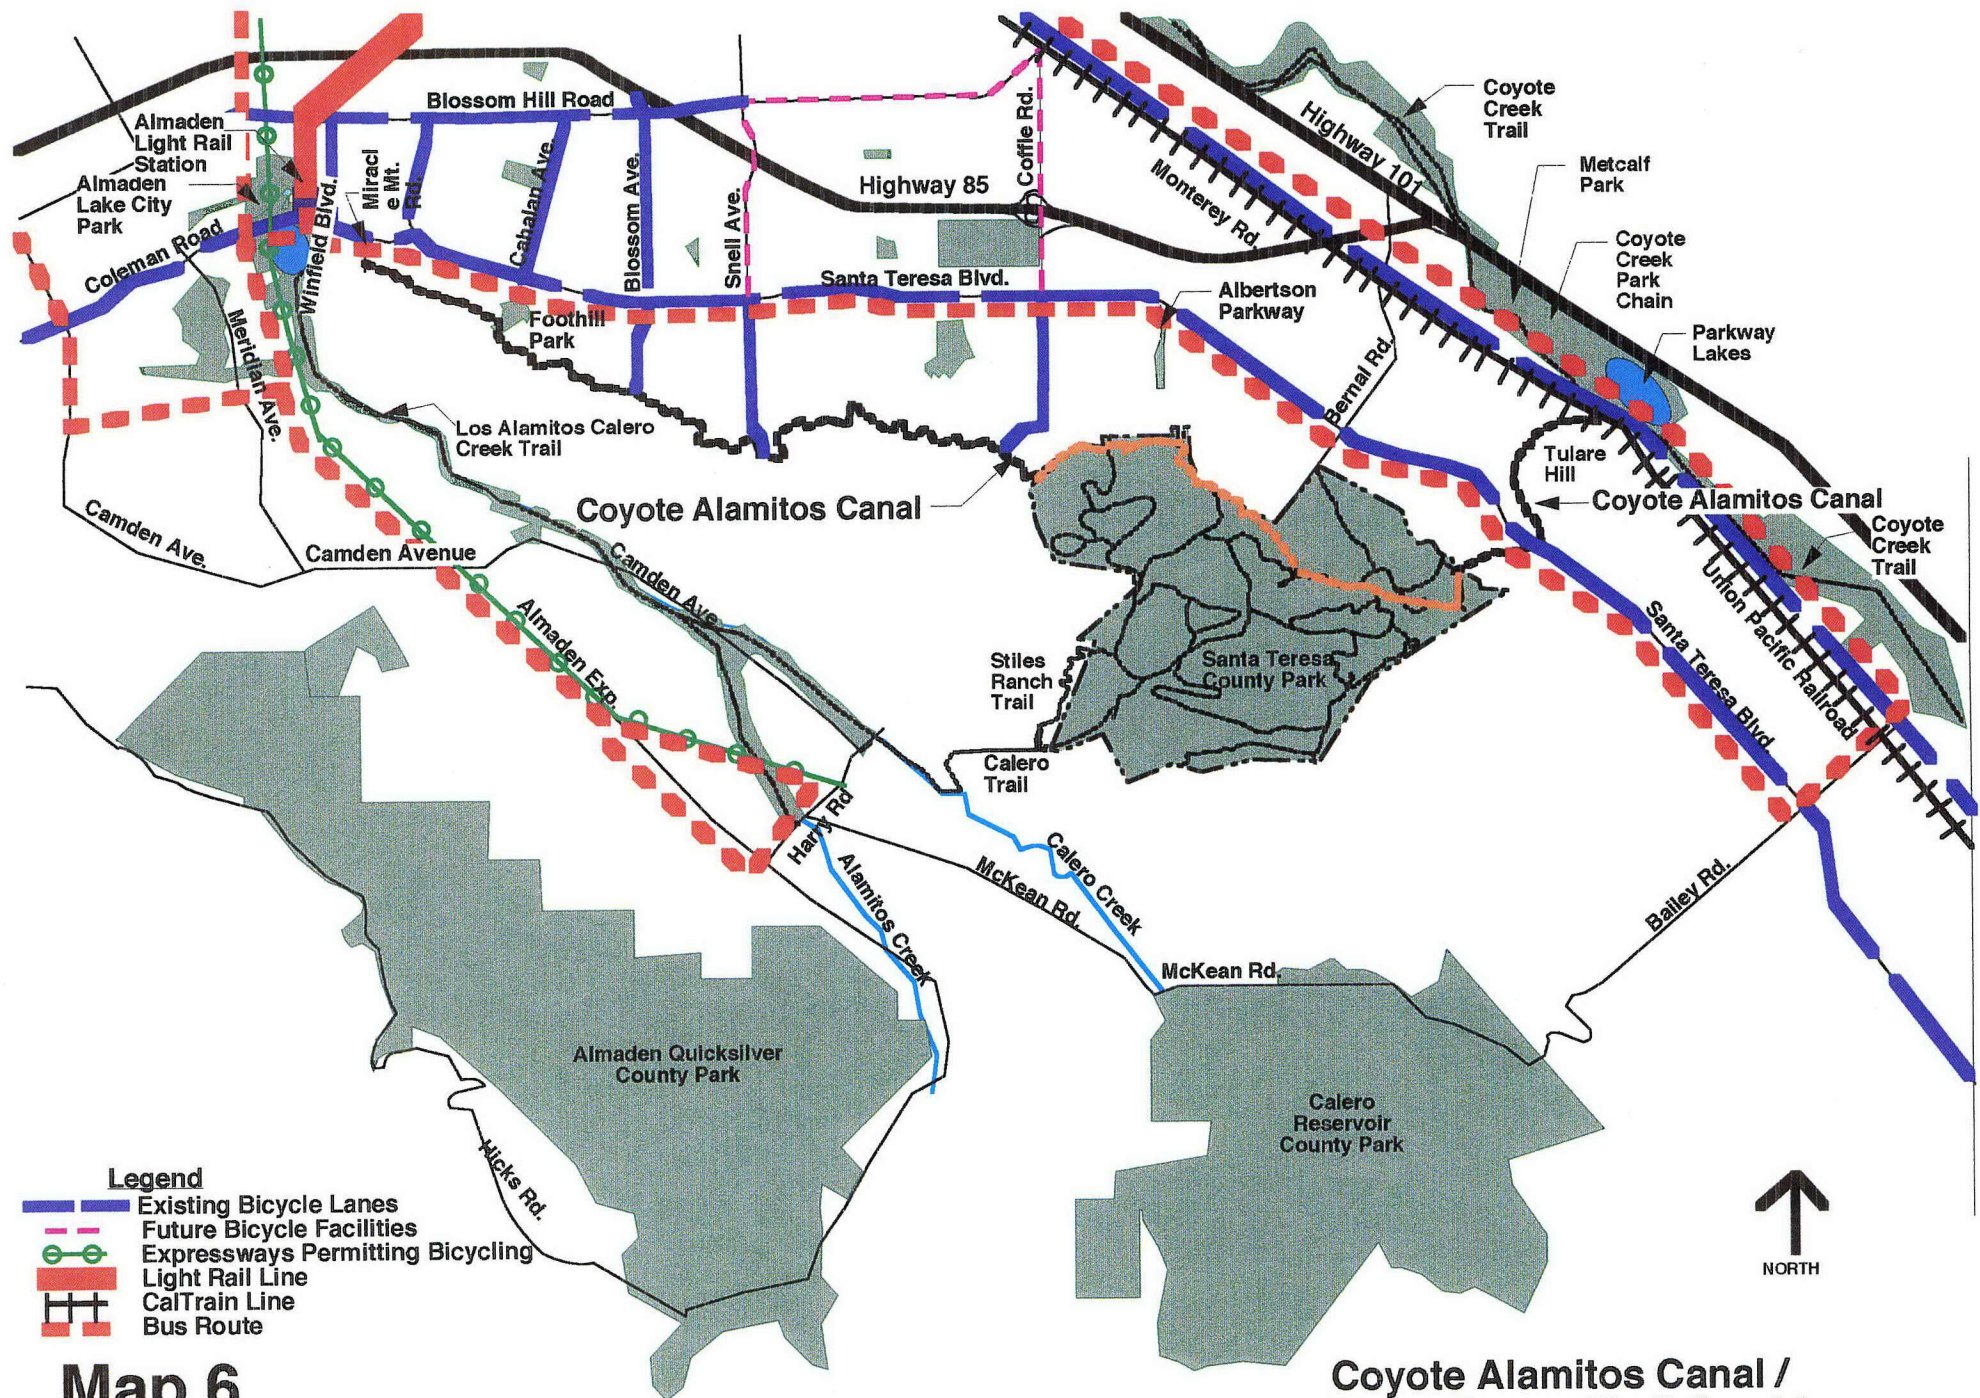 Blossom Hill Road
Almaden
Light Rail
Station
Almaden
Lake City
Park
Coleman Road
Winfield Blvd.
Miracl
e Mt.
Rd.
Cahalan Ave.
Blossom Ave.
Snell Ave.
Coffle Rd.
Highway 85
Highway 101
Monterey Rd.
Coyote
Creek
Trail
Metcalf
Park
Coyote
Creek
Park
Chain
Parkway
Lakes
Santa Teresa Blvd.
Albertson
Parkway
Foothill
Park
Meridian Ave.
Bernal Rd.
Los Alamitos Calero
Creek Trail
Tulare
Hill
Coyote Alamitos Canal
Coyote Alamitos Canal
Coyote
Creek
Trail
Camden Ave.
Camden Avenue
Camden Ave.
Almaden Exp.
Union Pacific Railroad
Santa Teresa Blvd.
Stiles
Ranch
Trail
Santa Teresa
County Park
Calero
Trail
Harry Rd
Alamitos Creek
McKean Rd.
Calero Creek
McKean Rd.
Bailey Rd.
Almaden Quicksilver
County Park
Calero
Reservoir
County Park
Hicks Rd.
Legend
Existing Bicycle Lanes
Future Bicycle Facilities
Expressways Permitting Bicycling
Light Rail Line
CalTrain Line
Bus Route
NORTH
Map 6
Coyote Alamitos Canal /